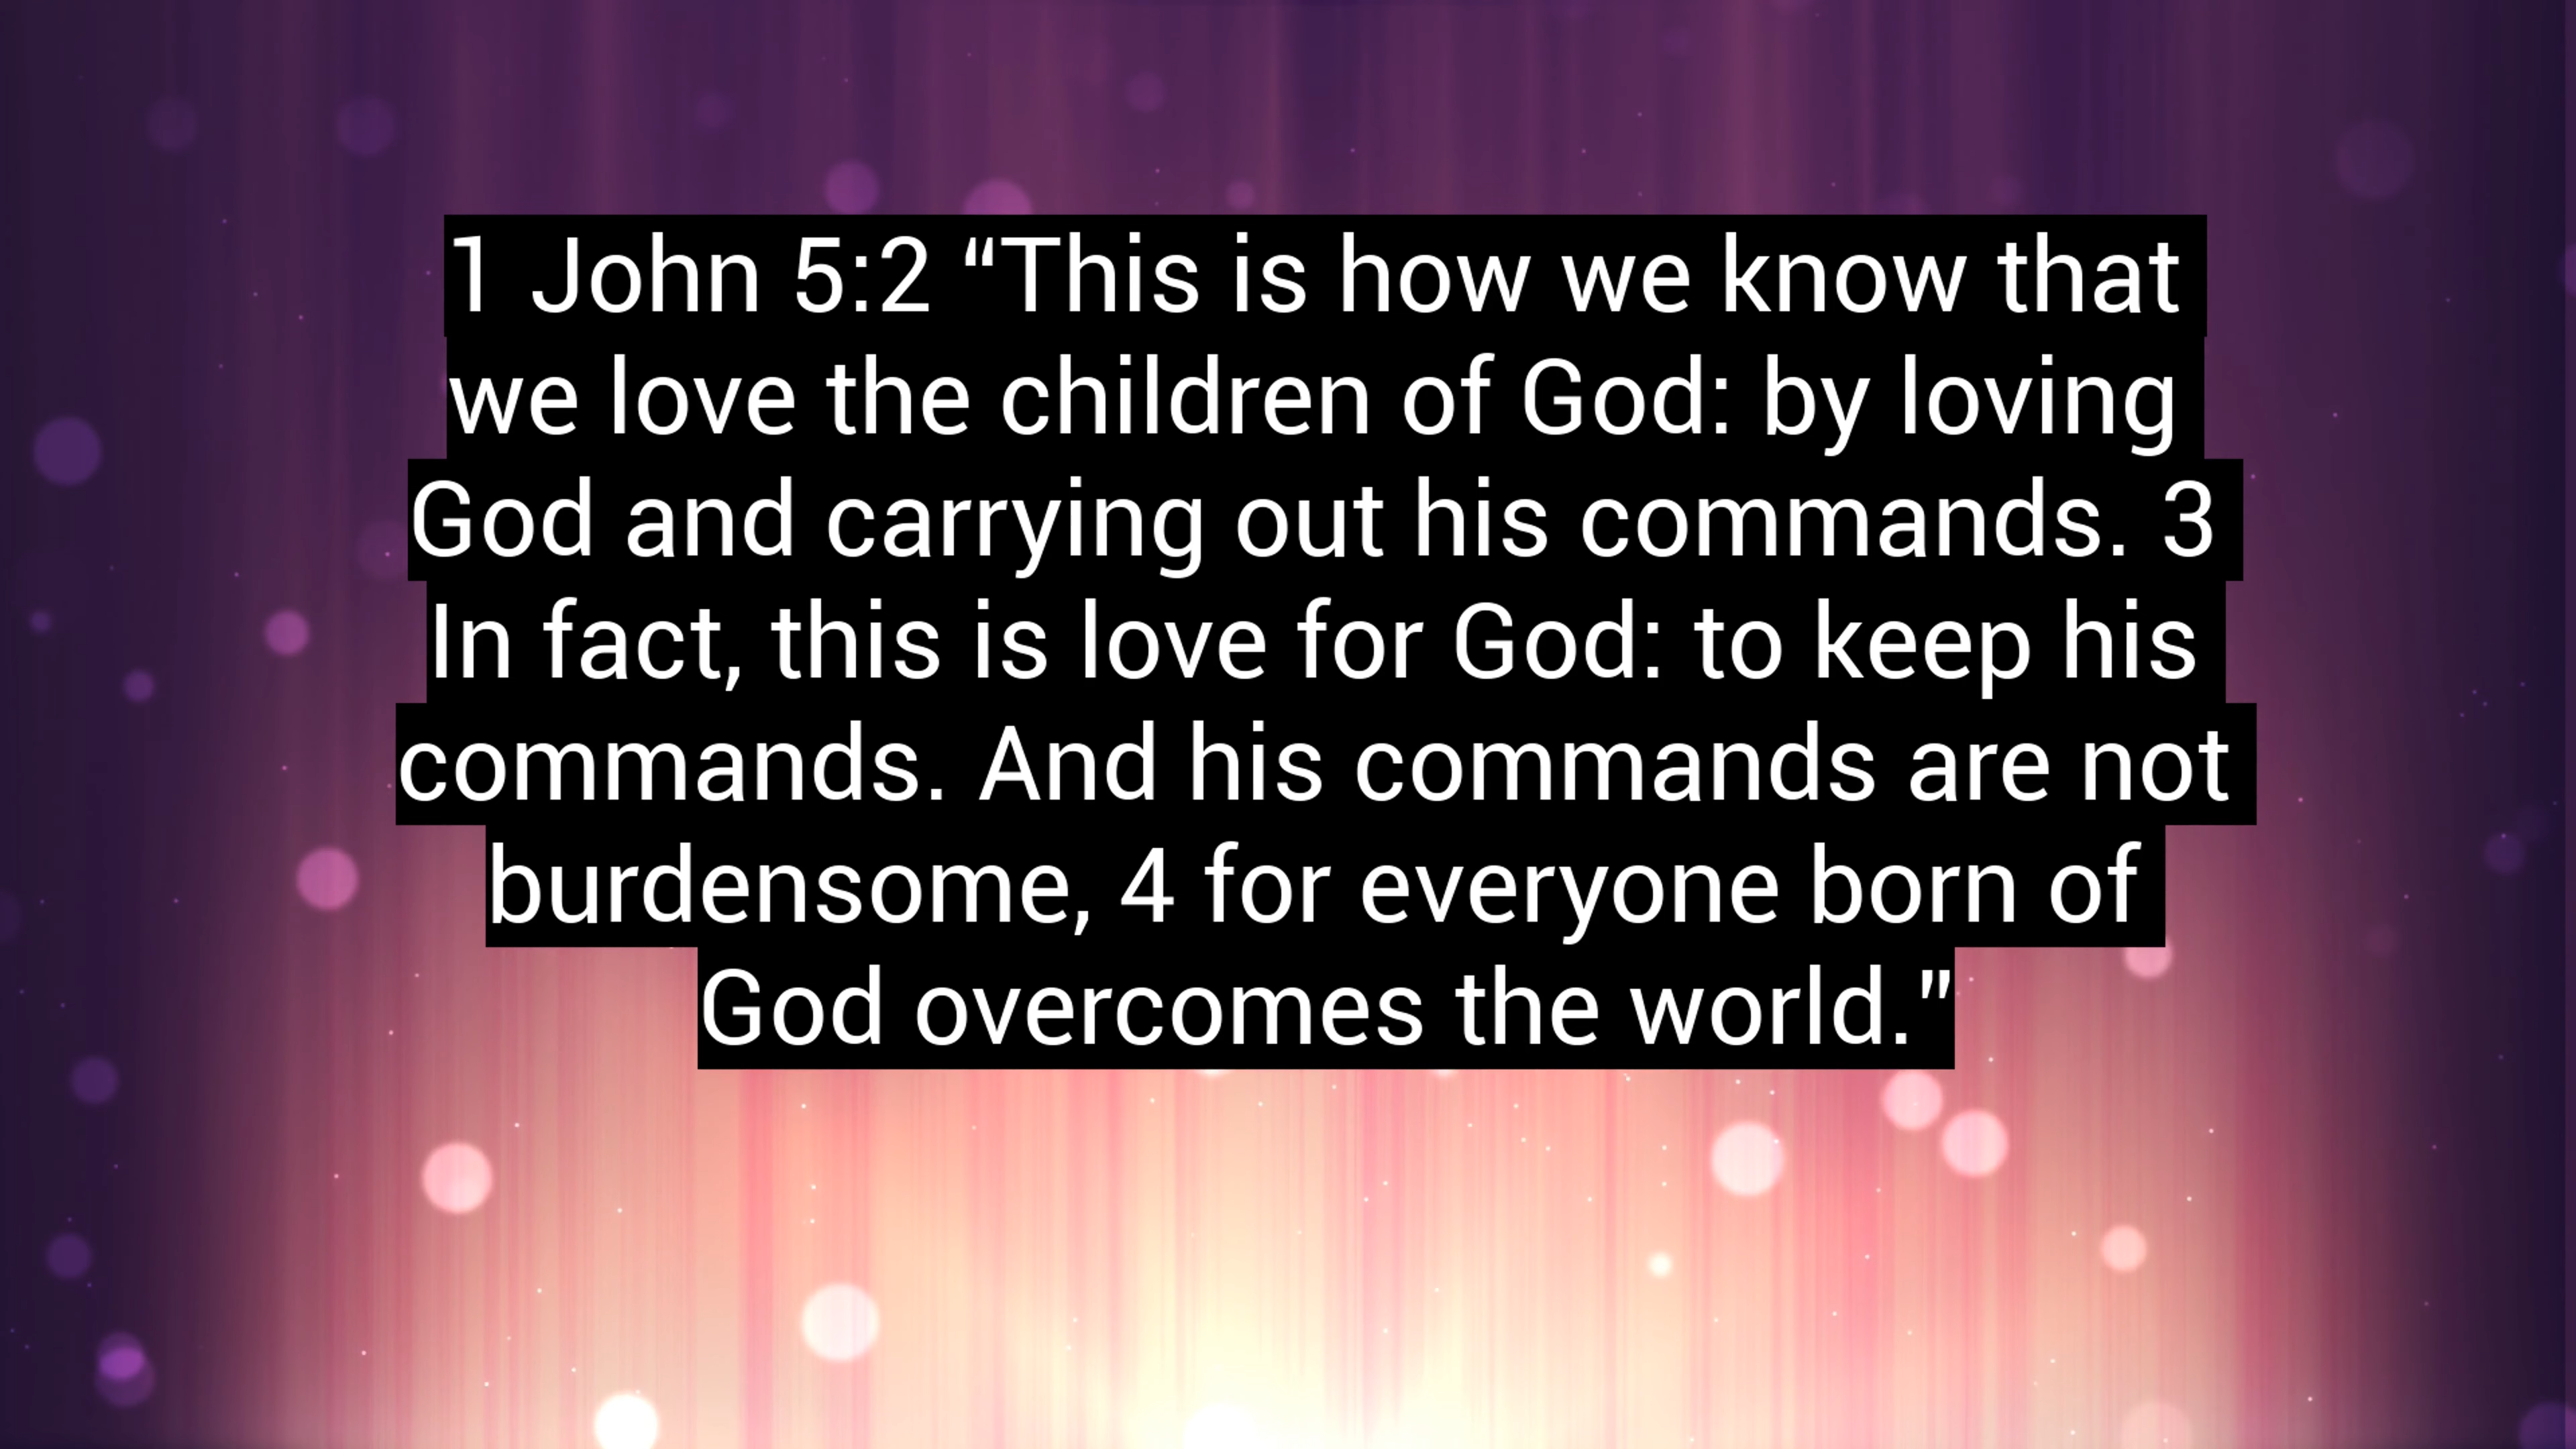 1 John 5:2 “This is how we know that
we love the children of God: by loving
God and carrying out his commands. 3
In fact, this is love for God: to keep his
commands. And his commands are not
burdensome, 4 for everyone born of
God overcomes the world.”